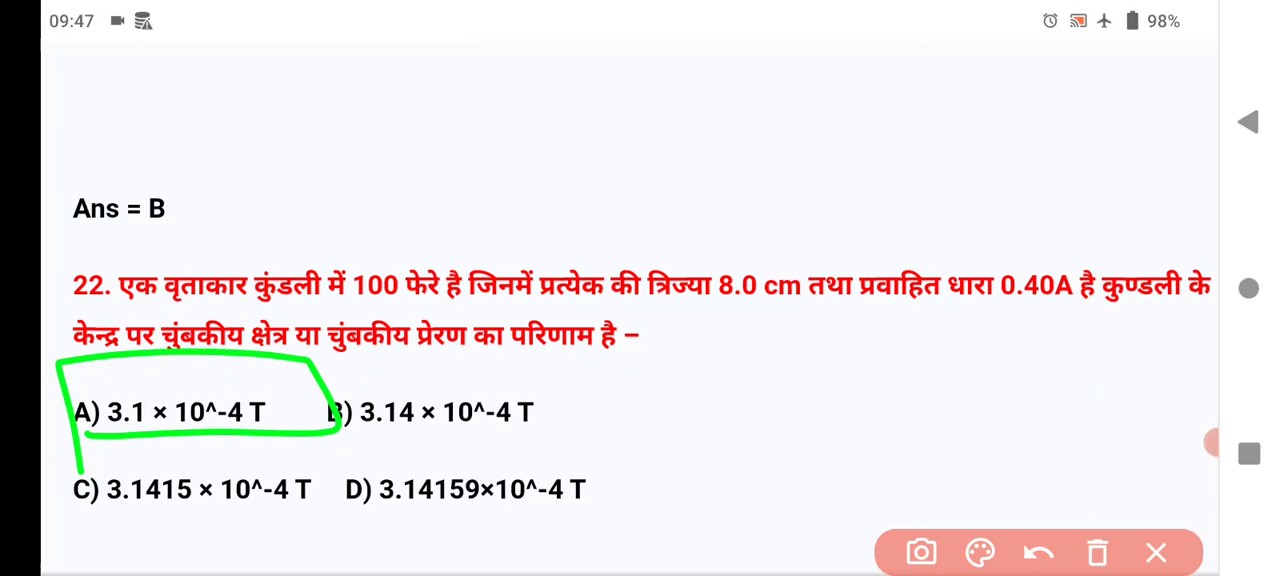 09:47 98%
Ans = B
22. एक वृताकार कुंडली में 100 फेरे है जिनमें प्रत्येक की त्रिज्या 8.0 cm तथा प्रवाहित धारा 0.40A है कुण्डली के
केन्द्र पर चुंबकीय क्षेत्र या चुंबकीय प्रेरण का परिणाम है –
A) 3.1 × 10^-4 T B) 3.14 × 10^-4 T
C) 3.1415 × 10^-4 T D) 3.14159×10^-4 T